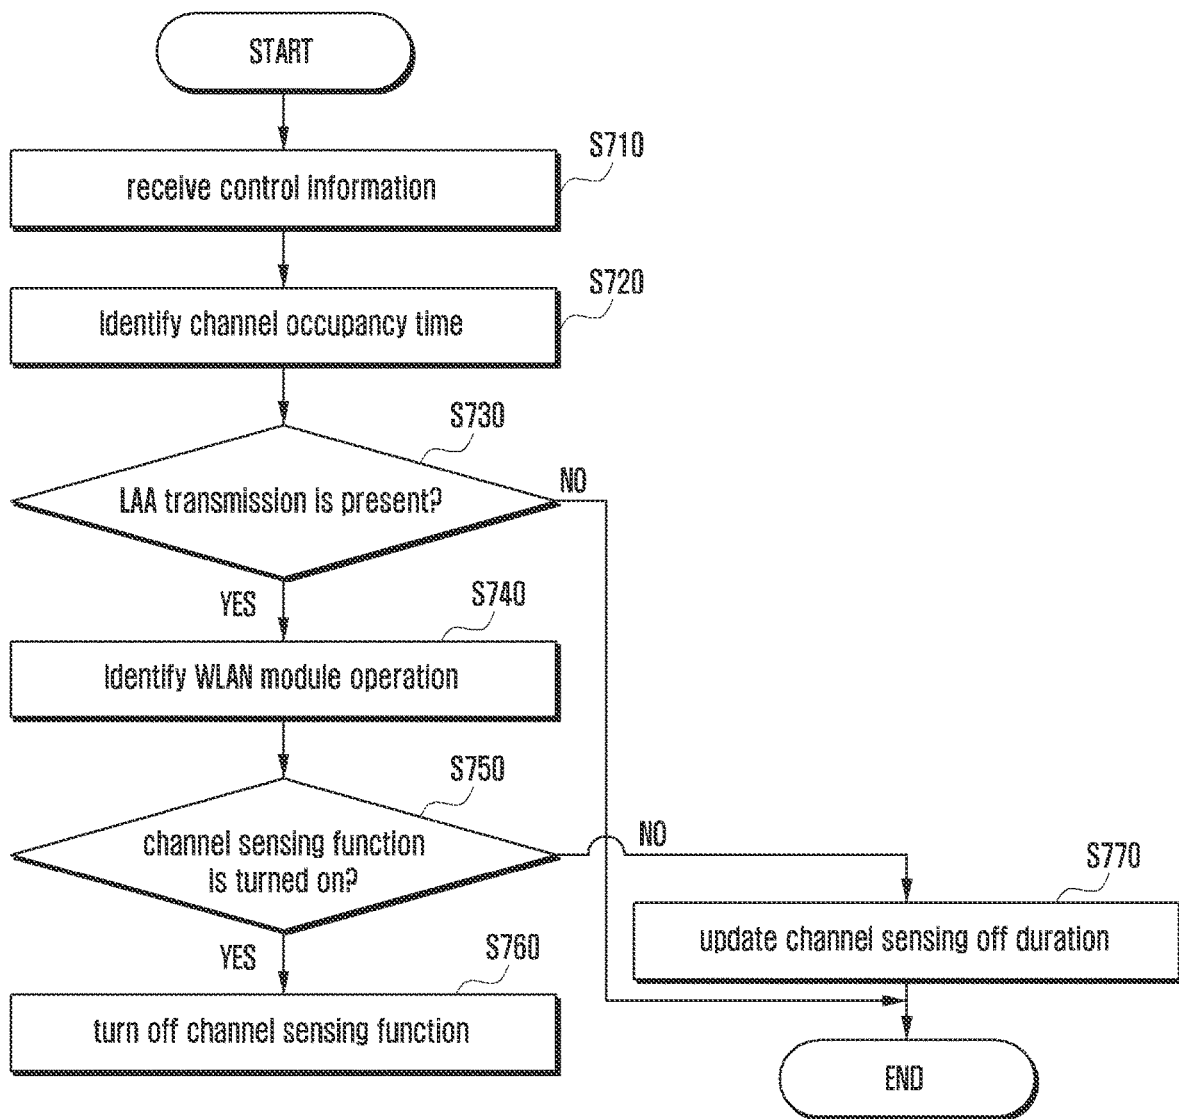 START
S710
receive control information
S720
Identify channel occupancy time
S730
LAA transmission is present?
NO
YES
S740
Identify WLAN module operation
S750
channel sensing function
is turned on?
NO
S770
update channel sensing off duration
YES
S760
turn off channel sensing function
END